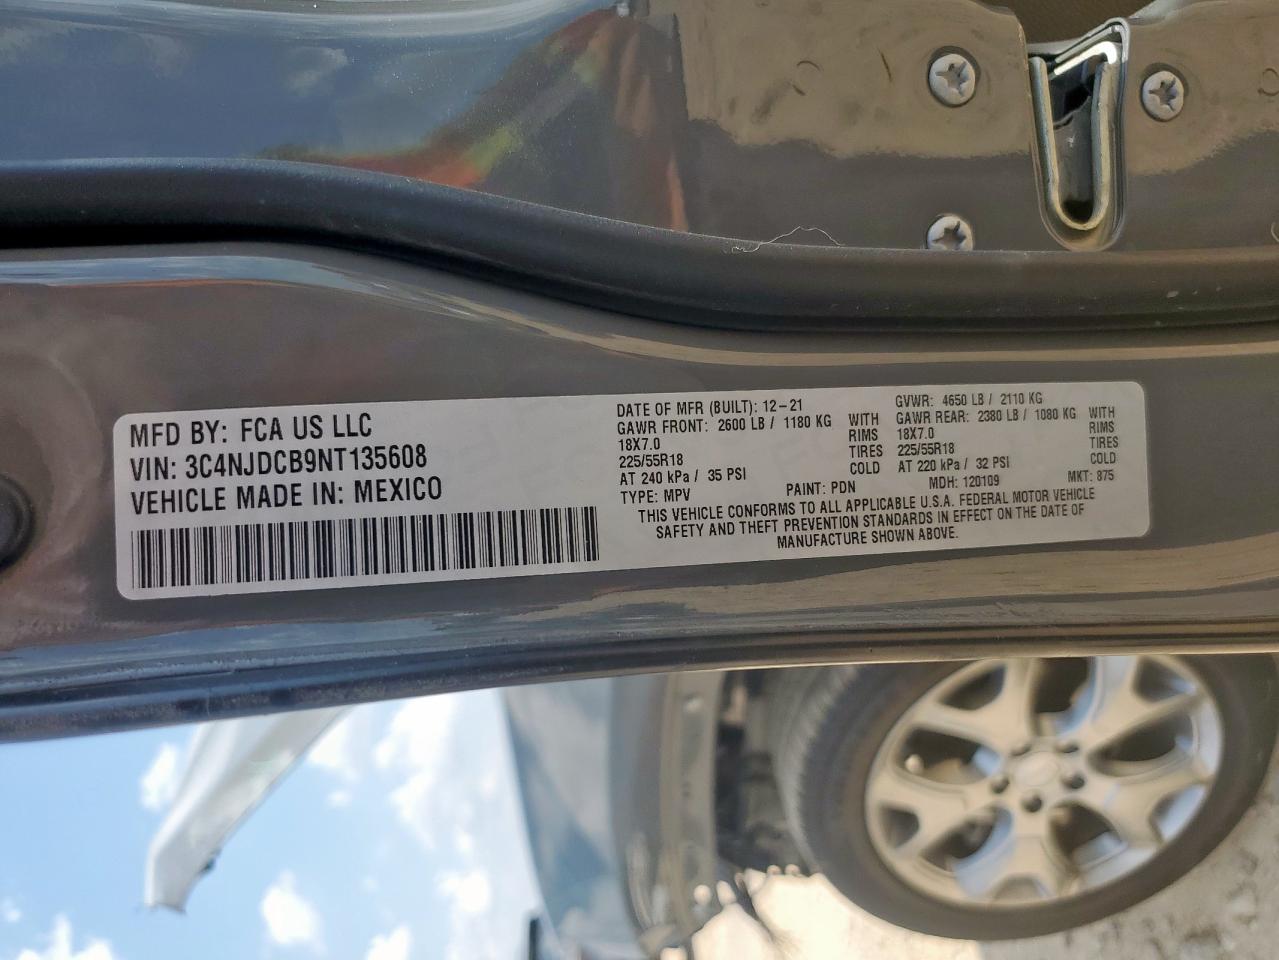 MFD BY: FCA US LLC
VIN: 3C4NJDCB9NT135608
VEHICLE MADE IN: MEXICO
DATE OF MFR (BUILT): 12-21
GVWR: 4650 LB / 2110 KG
GAWR FRONT: 2600 LB / 1180 KG WITH
GAWR REAR: 2380 LB / 1080 KG WITH
18X7.0 RIMS
18X7.0 RIMS
225/55R18 TIRES
225/55R18 TIRES
AT 240 kPa / 35 PSI COLD
AT 220 kPa / 32 PSI COLD
TYPE: MPV PAINT: PDN MDH: 120109 MKT: 875
THIS VEHICLE CONFORMS TO ALL APPLICABLE U.S.A. FEDERAL MOTOR VEHICLE
SAFETY AND THEFT PREVENTION STANDARDS IN EFFECT ON THE DATE OF
MANUFACTURE SHOWN ABOVE.